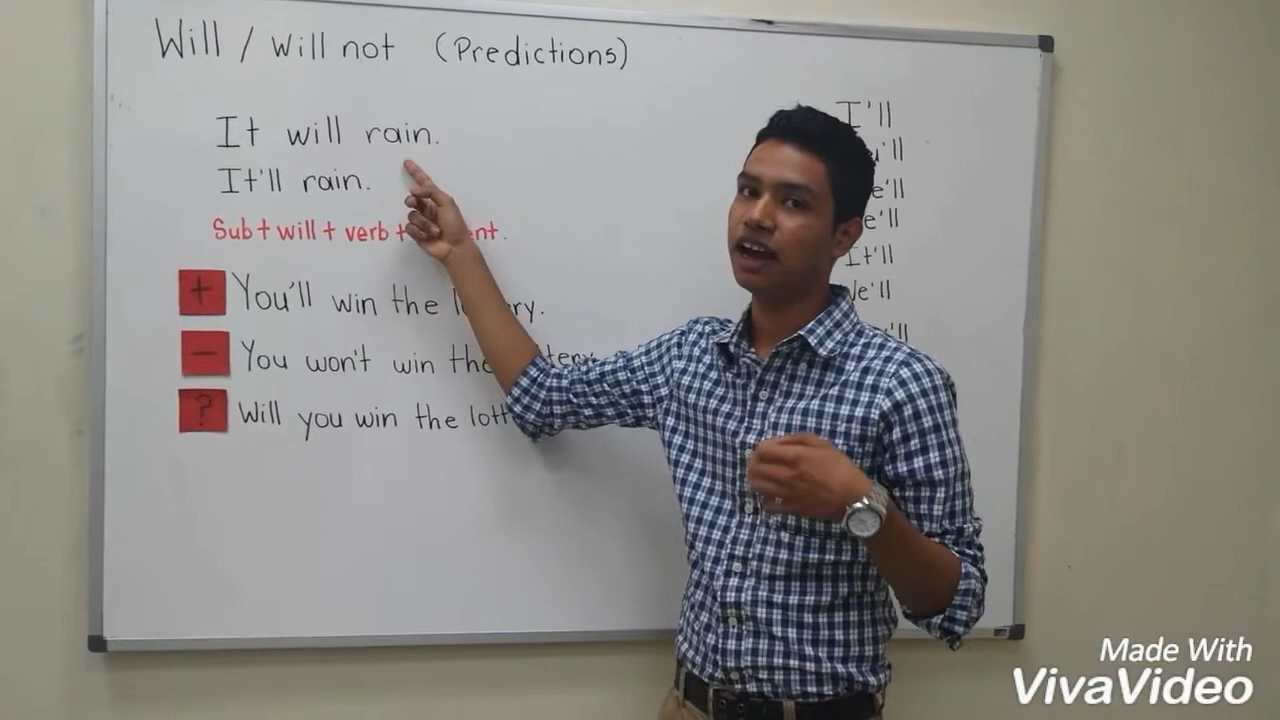 Will / will not (Predictions)
It will rain.
It'll rain.
Sub + will + verb +
+ You'll win the
- You won't win the
? Will you win the
I'll
It'll
Made With
VivaVideo